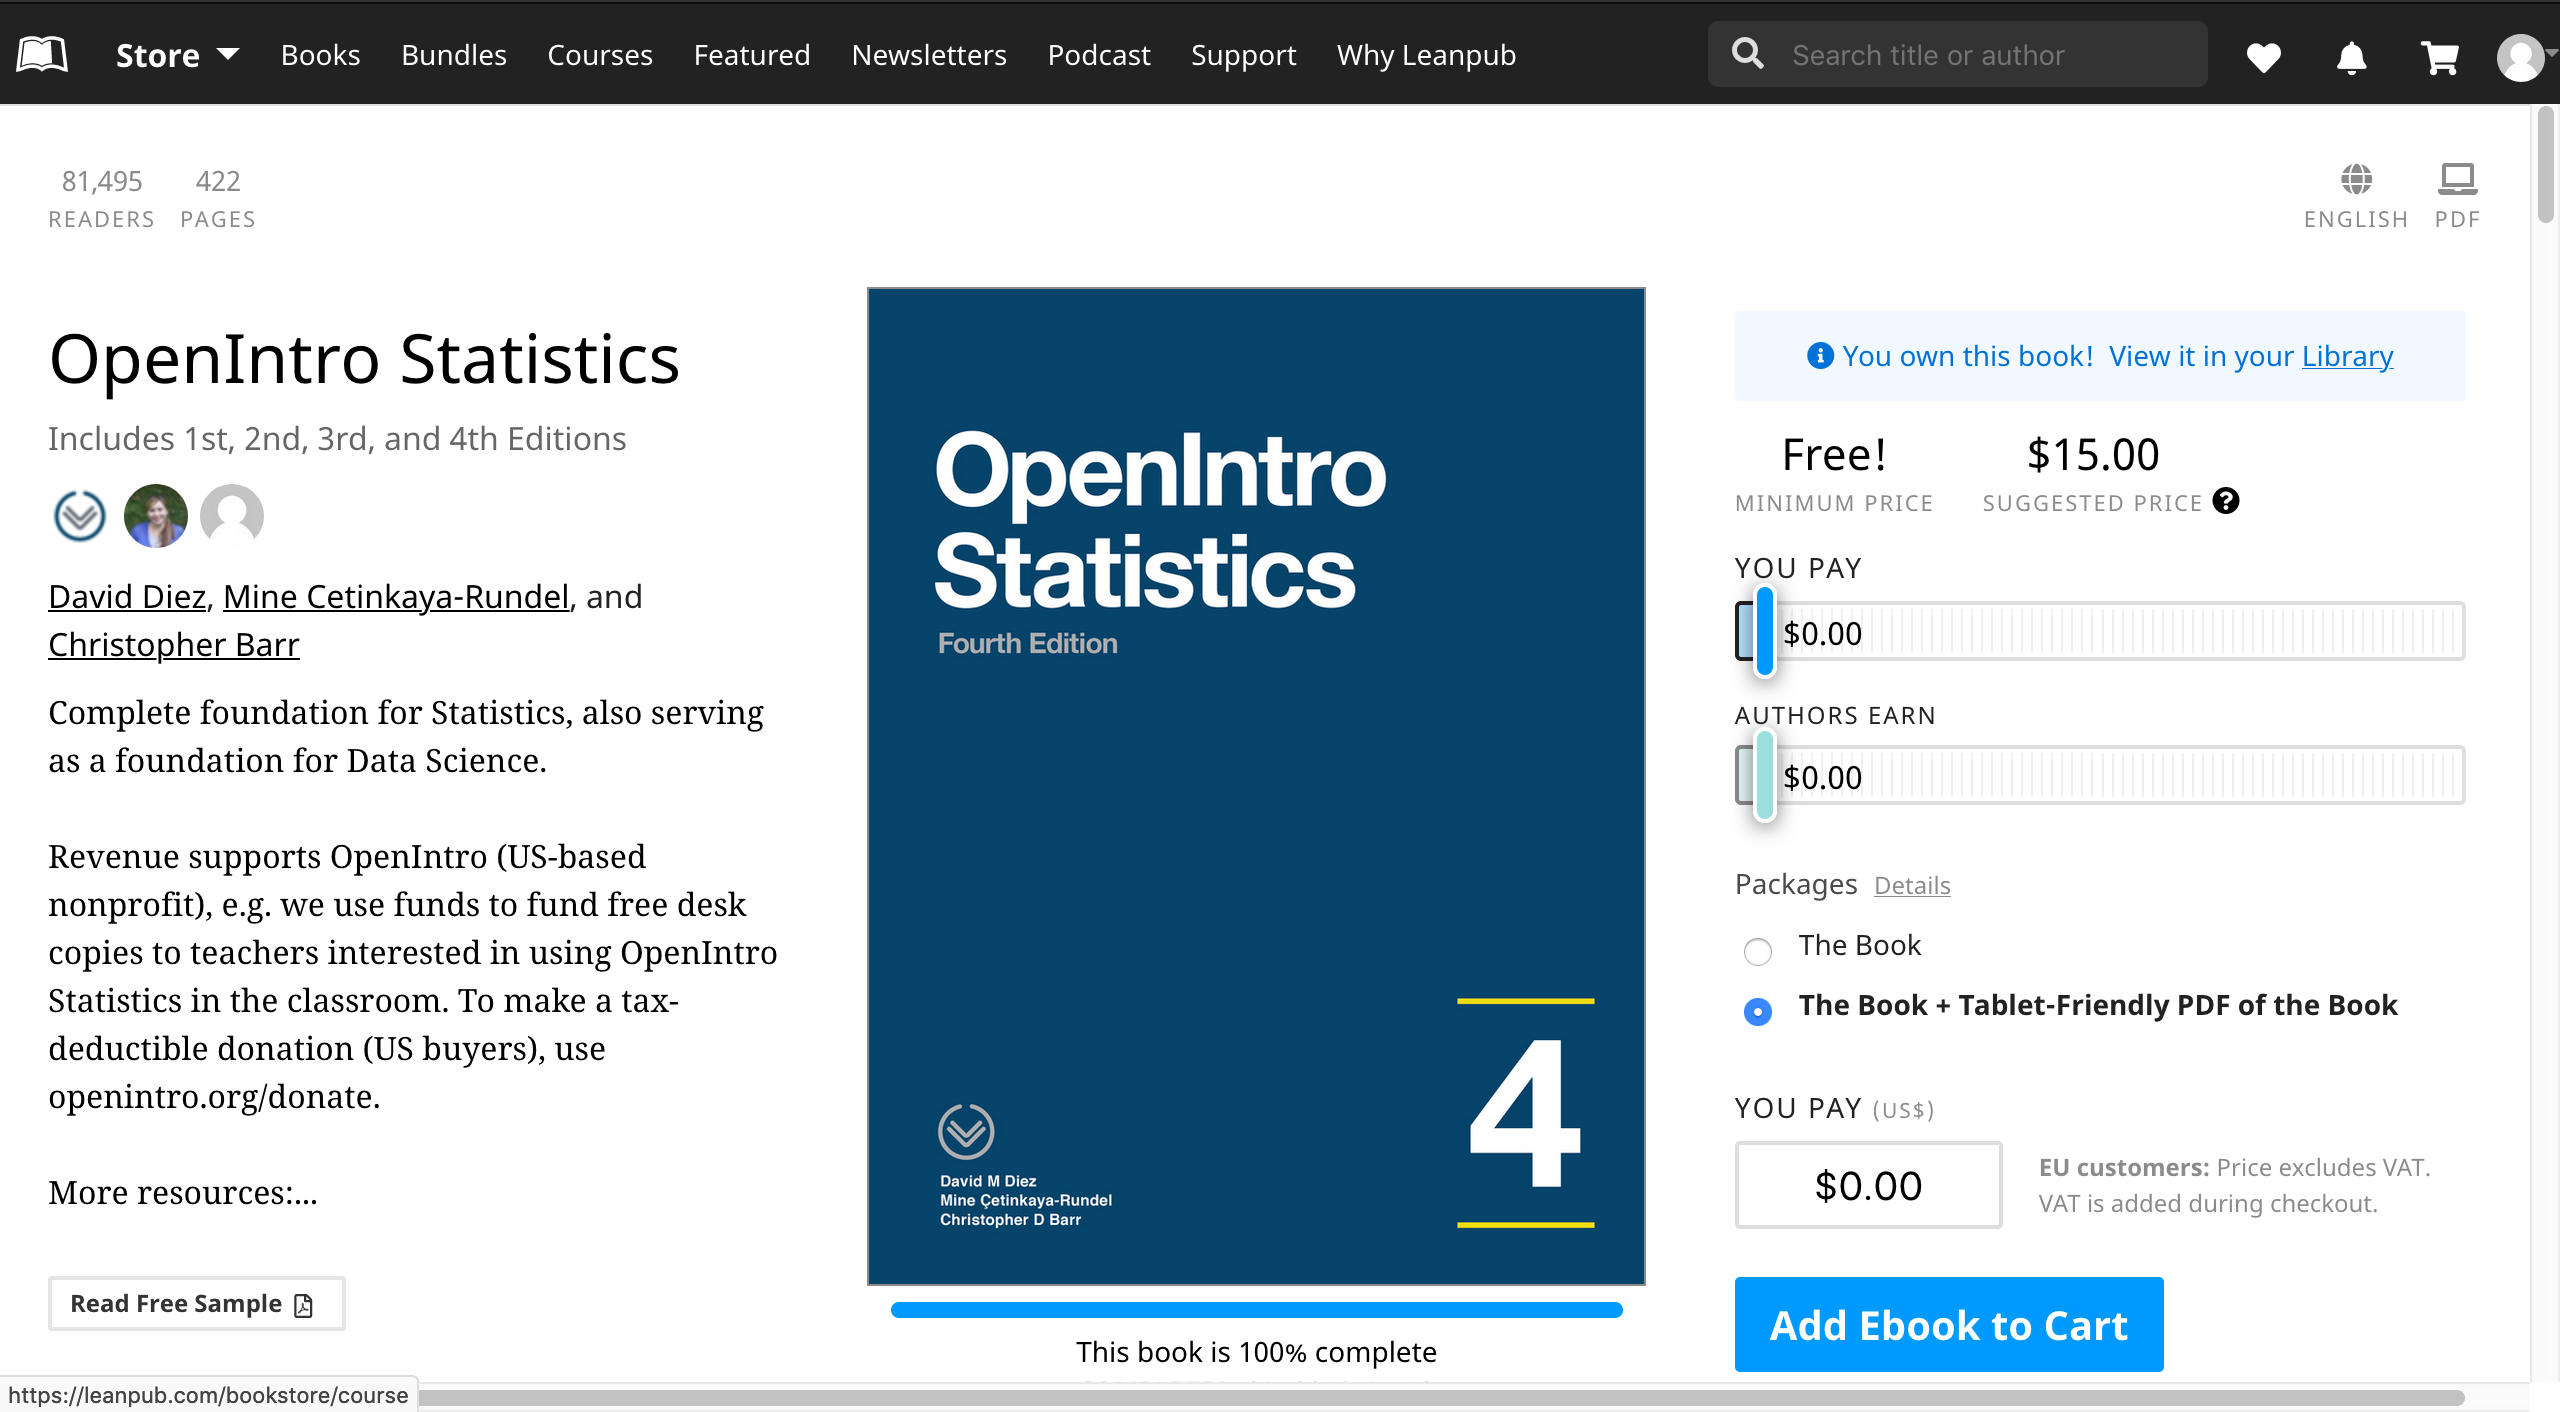 Store Books Bundles Courses Featured Newsletters Podcast Support Why Leanpub Search title or author
81,495 READERS
422 PAGES
ENGLISH
PDF
OpenIntro Statistics
Includes 1st, 2nd, 3rd, and 4th Editions
David Diez, Mine Cetinkaya-Rundel, and
Christopher Barr
Complete foundation for Statistics, also serving
as a foundation for Data Science.
Revenue supports OpenIntro (US-based
nonprofit), e.g. we use funds to fund free desk
copies to teachers interested in using OpenIntro
Statistics in the classroom. To make a tax-
deductible donation (US buyers), use
openintro.org/donate.
More resources:...
Read Free Sample
OpenIntro
Statistics
Fourth Edition
4
David M Diez
Mine Çetinkaya-Rundel
Christopher D Barr
This book is 100% complete
You own this book! View it in your Library
Free! $15.00
MINIMUM PRICE SUGGESTED PRICE
YOU PAY
$0.00
AUTHORS EARN
$0.00
Packages Details
The Book
The Book + Tablet-Friendly PDF of the Book
YOU PAY (US$)
$0.00
EU customers: Price excludes VAT.
VAT is added during checkout.
Add Ebook to Cart
https://leanpub.com/bookstore/course